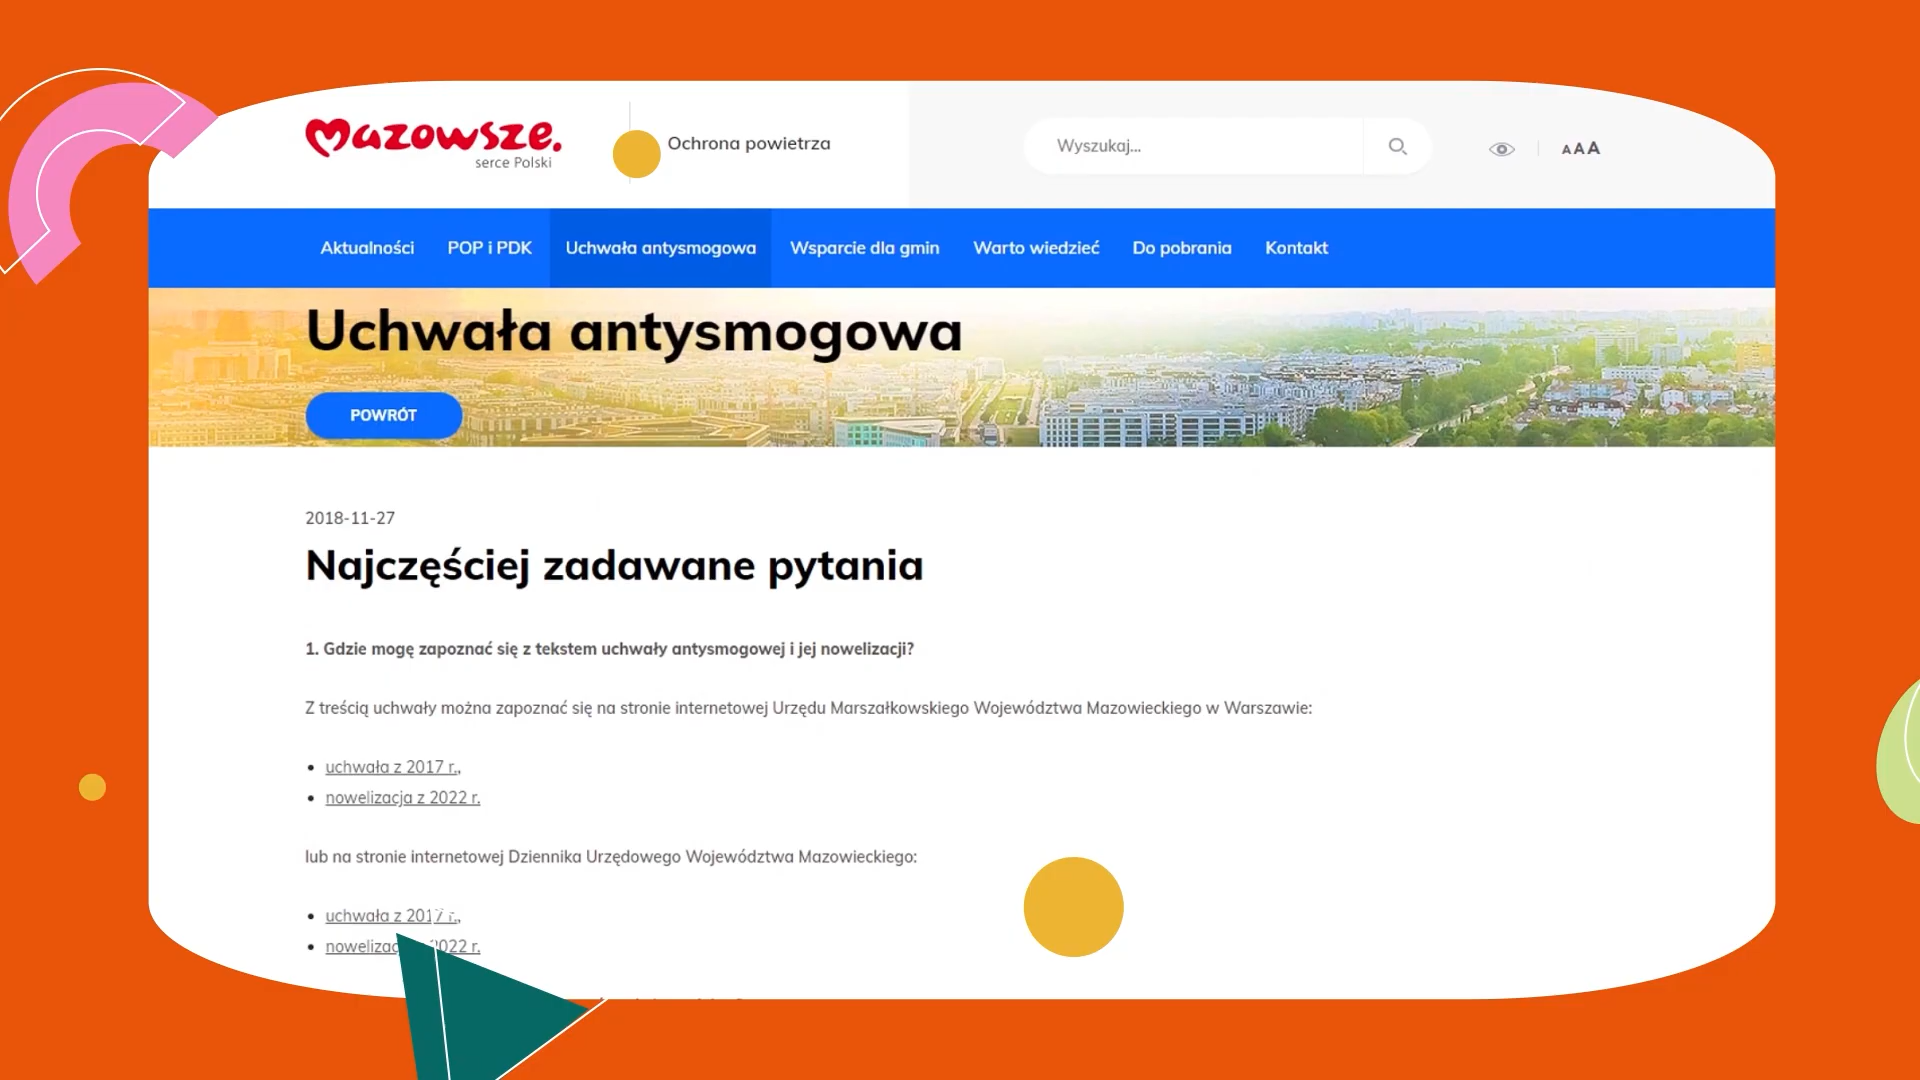 mazowsze.
serce Polski
Ochrona powietrza
Wyszukaj...
AAA
Aktualności
POP i PDK
Uchwała antysmogowa
Wsparcie dla gmin
Warto wiedzieć
Do pobrania
Kontakt
Uchwała antysmogowa
POWRÓT
2018-11-27
Najczęściej zadawane pytania
1. Gdzie mogę zapoznać się z tekstem uchwały antysmogowej i jej nowelizacji?
Z treścią uchwały można zapoznać się na stronie internetowej Urzędu Marszałkowskiego Województwa Mazowieckiego w Warszawie:
• uchwała z 2017 r.,
• nowelizacja z 2022 r.
lub na stronie internetowej Dziennika Urzędowego Województwa Mazowieckiego:
• uchwała z 2017 r.,
• 2022 r.